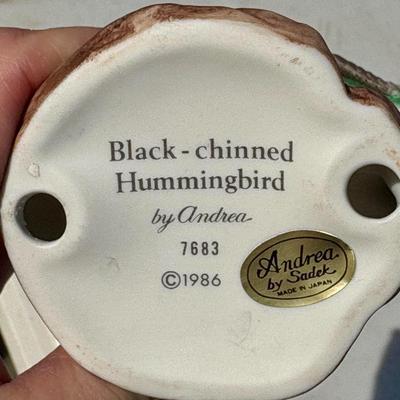 Black-chinned
Hummingbird
by Andrea
7683
©1986
Andrea
by Sadek
MADE IN JAPAN